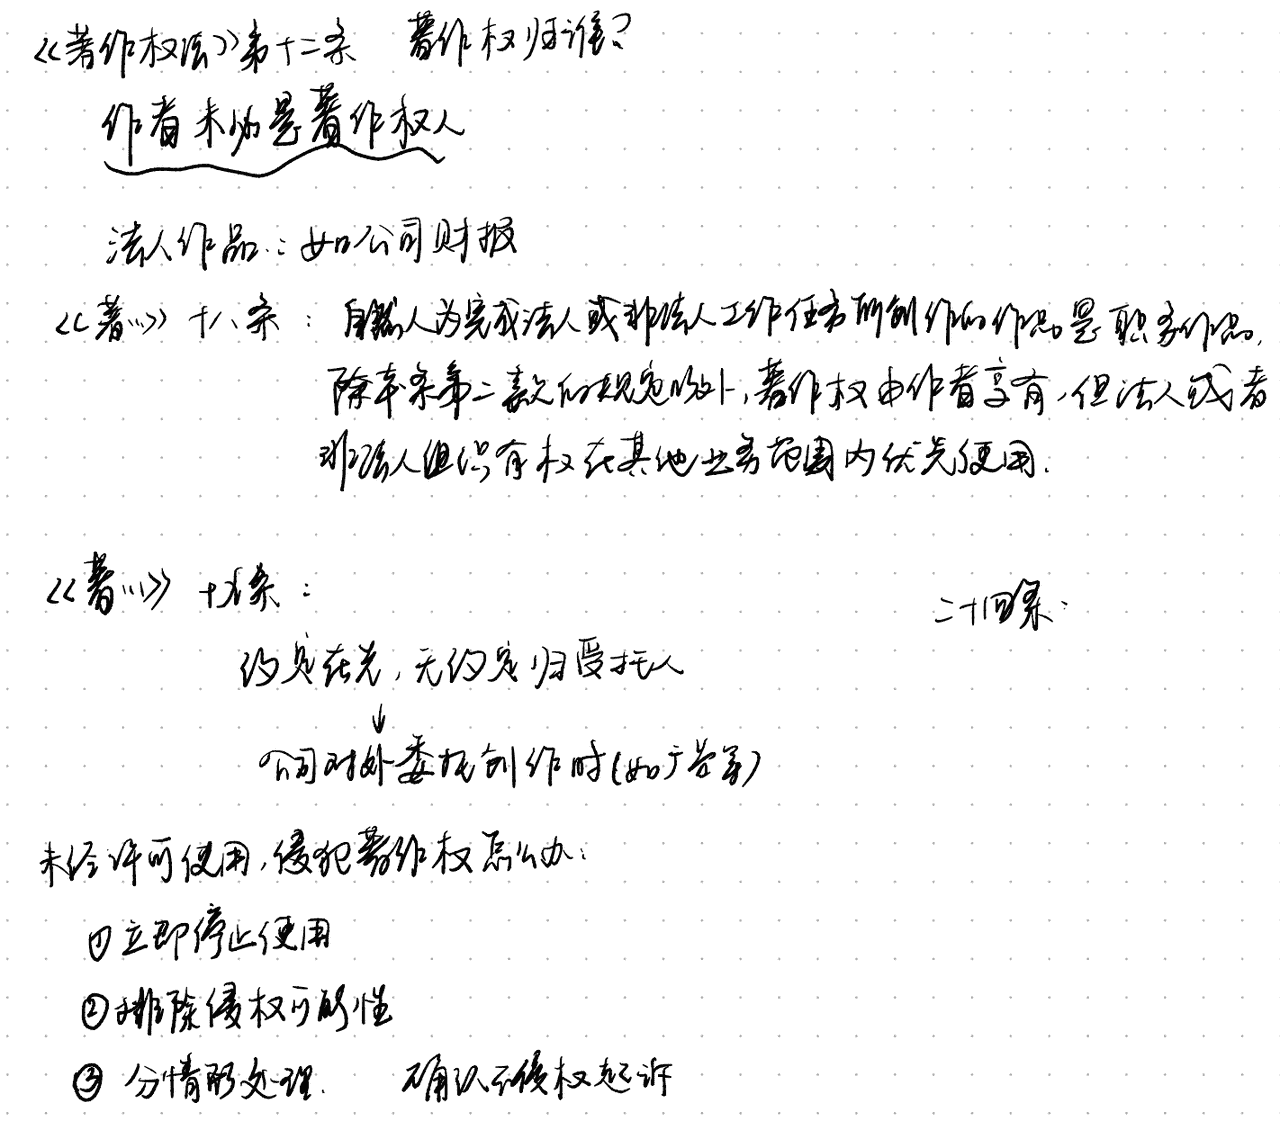 《著作权法》第十二条 著作权归谁?
作者未必是著作权人
法人作品:如公司财报
《著…》十八条:自然人为完成法人或非法人工作任务所创作的作品是职务作品,
除本条第二款的规定以外,著作权由作者享有,但法人或者
非法人组织有权在其他业务范围内优先使用.
《著…》十九条:
二十四条:
约定在先,无约定归受托人
↓
公司对外委托创作时(如广告等)
未经许可使用,侵犯著作权怎么办:
①立即停止使用
②排除侵权可能性
③分情形处理. 确认不侵权起诉